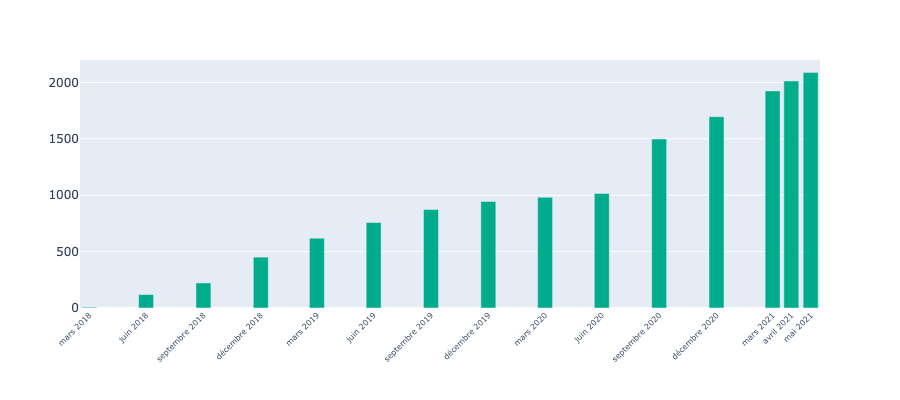 2000
1500
1000
500
0
mars 2018
juin 2018
septembre 2018
décembre 2018
mars 2019
juin 2019
septembre 2019
décembre 2019
mars 2020
juin 2020
septembre 2020
décembre 2020
mars 2021
avril 2021
mai 2021